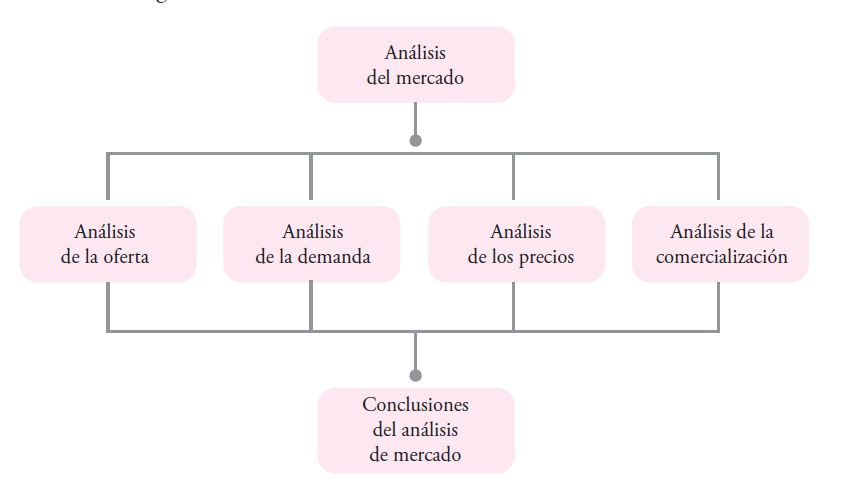 Análisis
del mercado
Análisis
de la oferta
Análisis
de la demanda
Análisis
de los precios
Análisis de la
comercialización
Conclusiones
del análisis
de mercado